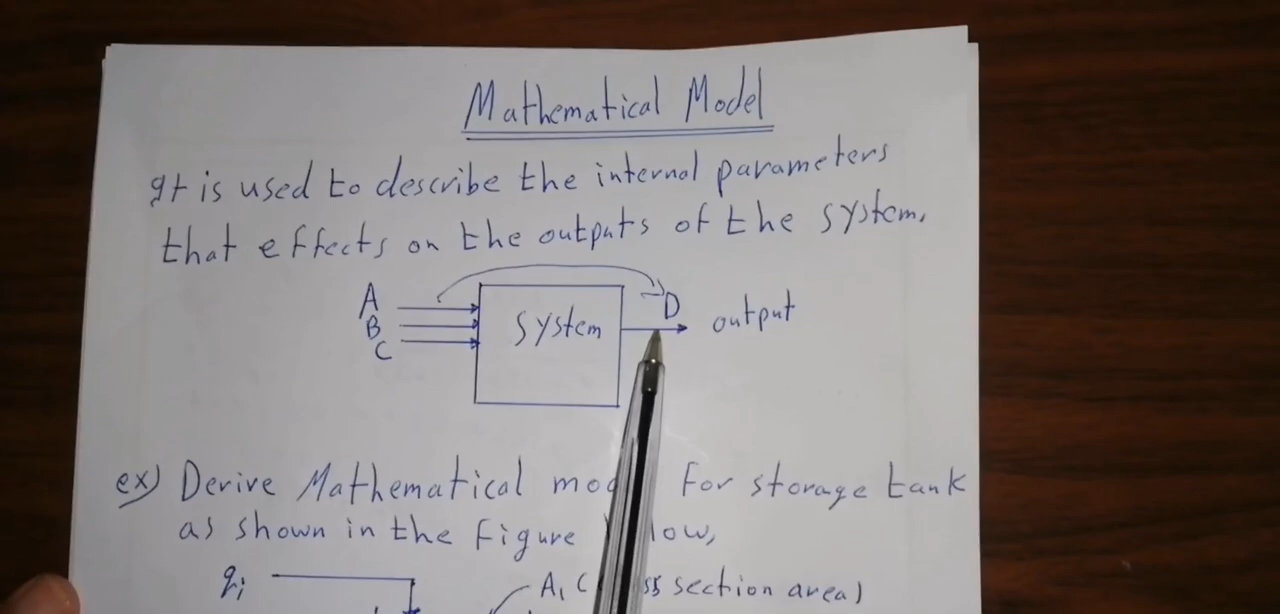 Mathematical Model
It is used to describe the internal parameters
that effects on the outputs of the system.
A
B
C
System
D
output
ex) Derive Mathematical for storage tank
as shown in the Figure
qi
A, section area)